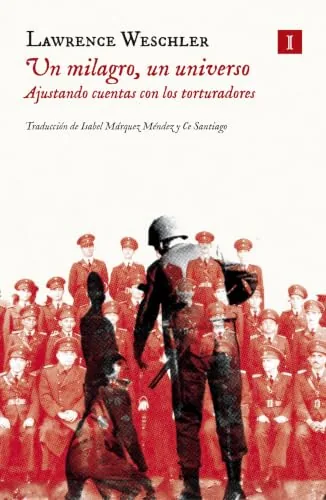 LAWRENCE WESCHLER
Un milagro, un universo
Ajustando cuentas con los torturadores
Traducción de Isabel Márquez Méndez y Ce Santiago
I